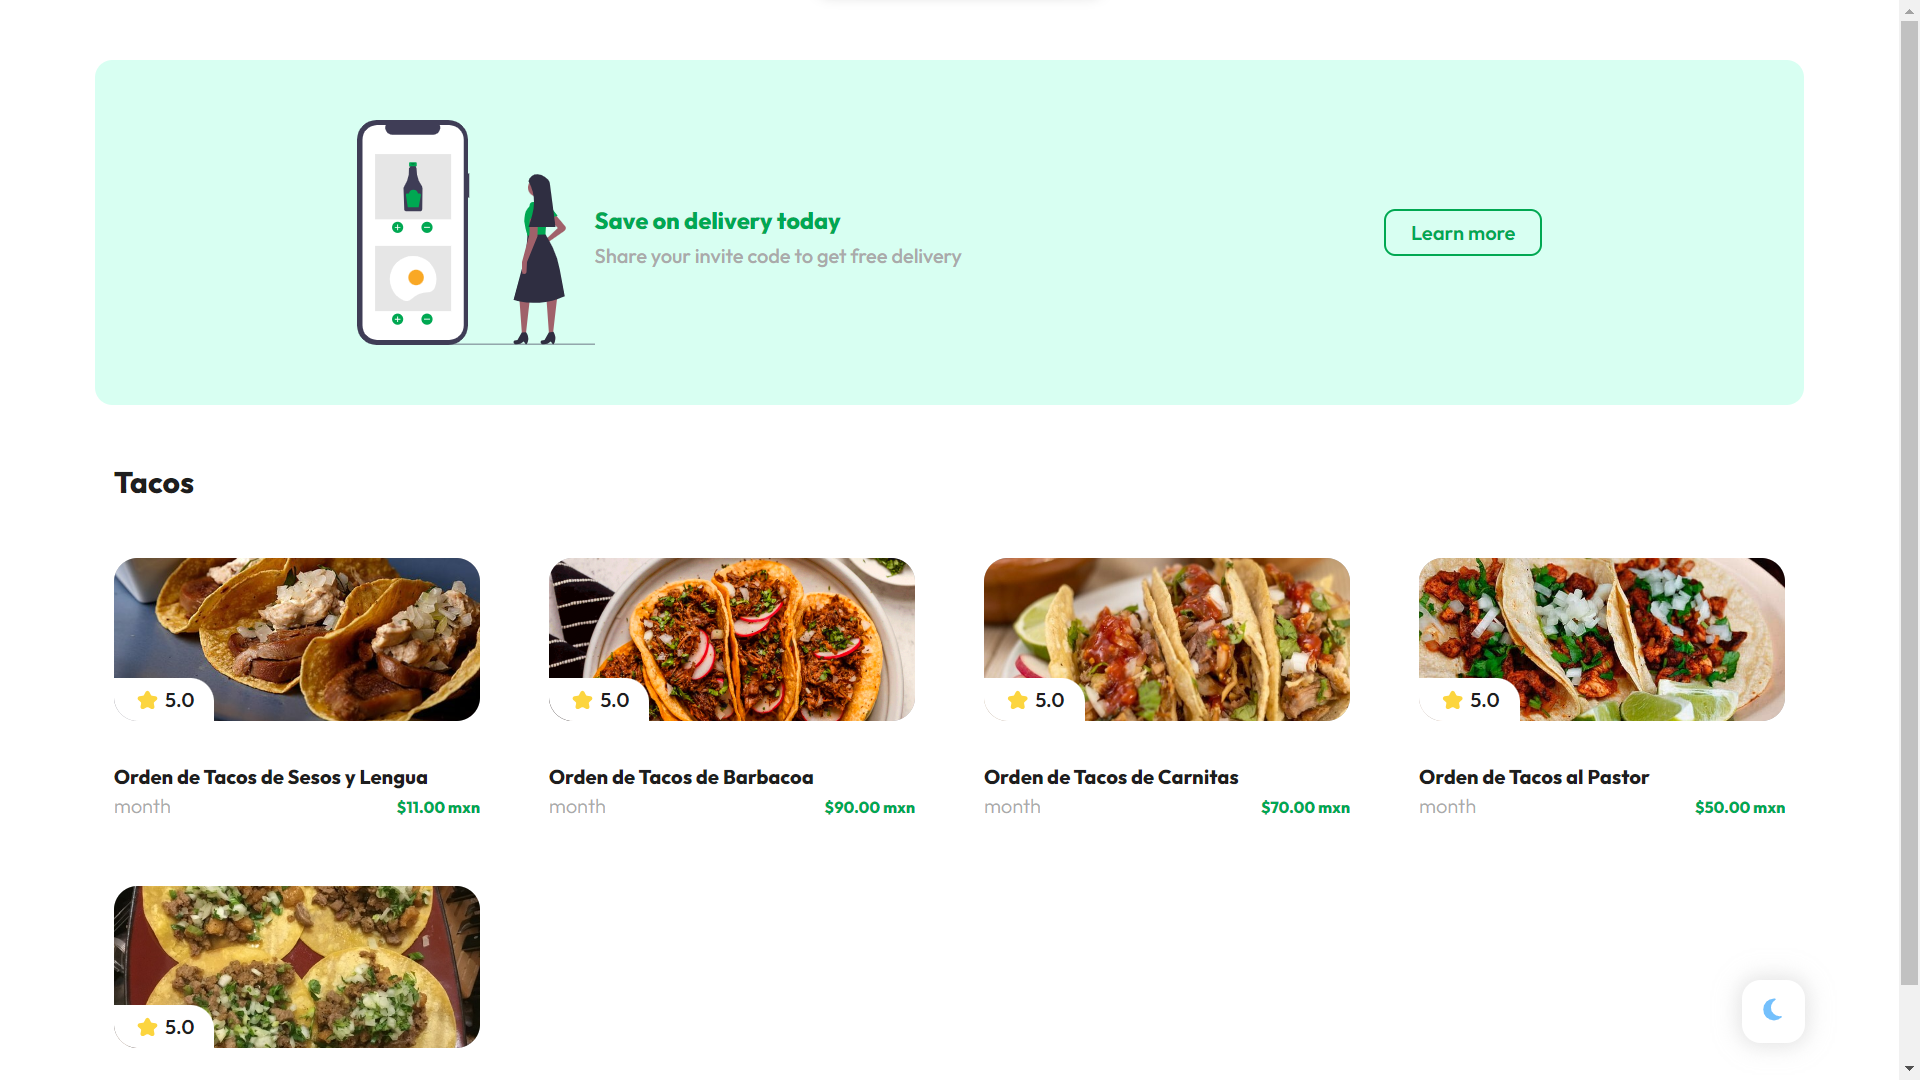 Save on delivery today
Share your invite code to get free delivery
Learn more
Tacos
5.0
5.0
5.0
5.0
Orden de Tacos de Sesos y Lengua
month
$11.00 mxn
Orden de Tacos de Barbacoa
month
$90.00 mxn
Orden de Tacos de Carnitas
month
$70.00 mxn
Orden de Tacos al Pastor
month
$50.00 mxn
5.0